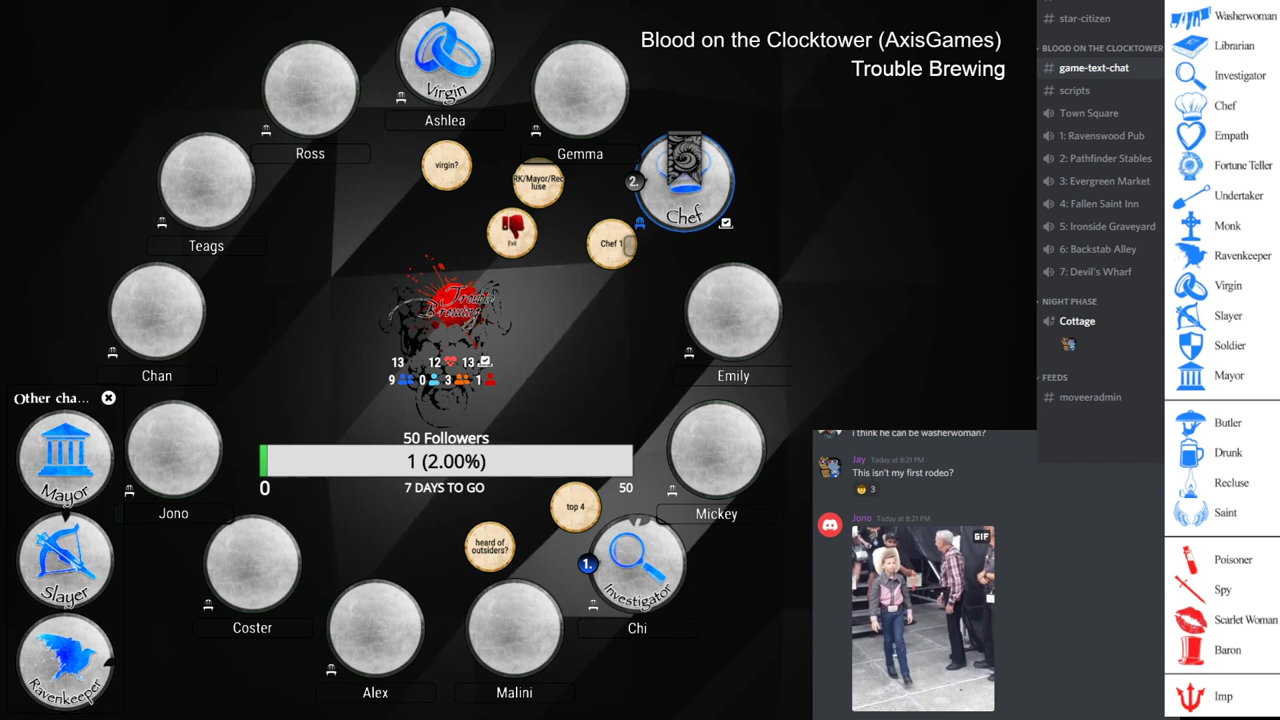 Blood on the Clocktower (AxisGames)
Trouble Brewing
Virgin
Ashlea
Ross
Gemma
virgin?
RK/Mayor/Rec
luse
2.
Chef
Evil
Chef 1
Teags
Chan
Emily
Trouble
Brewing
13 12 13
9 0 3 1
Other cha...
Mayor
Slayer
Ravenkeeper
50 Followers
1 (2.00%)
0 7 DAYS TO GO 50
Jono
Mickey
top 4
heard of
outsiders?
1.
Investigator
Chi
Coster
Alex
Malini
# star-citizen
BLOOD ON THE CLOCKTOWER
# game-text-chat
# scripts
Town Square
1: Ravenswood Pub
2: Pathfinder Stables
3: Evergreen Market
4: Fallen Saint Inn
5: Ironside Graveyard
6: Backstab Alley
7: Devil's Wharf
NIGHT PHASE
Cottage
FEEDS
# moveeradmin
i think he can be washerwoman?
Jay Today at 8:21 PM
This isn't my first rodeo?
3
Jono Today at 8:21 PM
GIF
Washerwoman
Librarian
Investigator
Chef
Empath
Fortune Teller
Undertaker
Monk
Ravenkeeper
Virgin
Slayer
Soldier
Mayor
Butler
Drunk
Recluse
Saint
Poisoner
Spy
Scarlet Woman
Baron
Imp